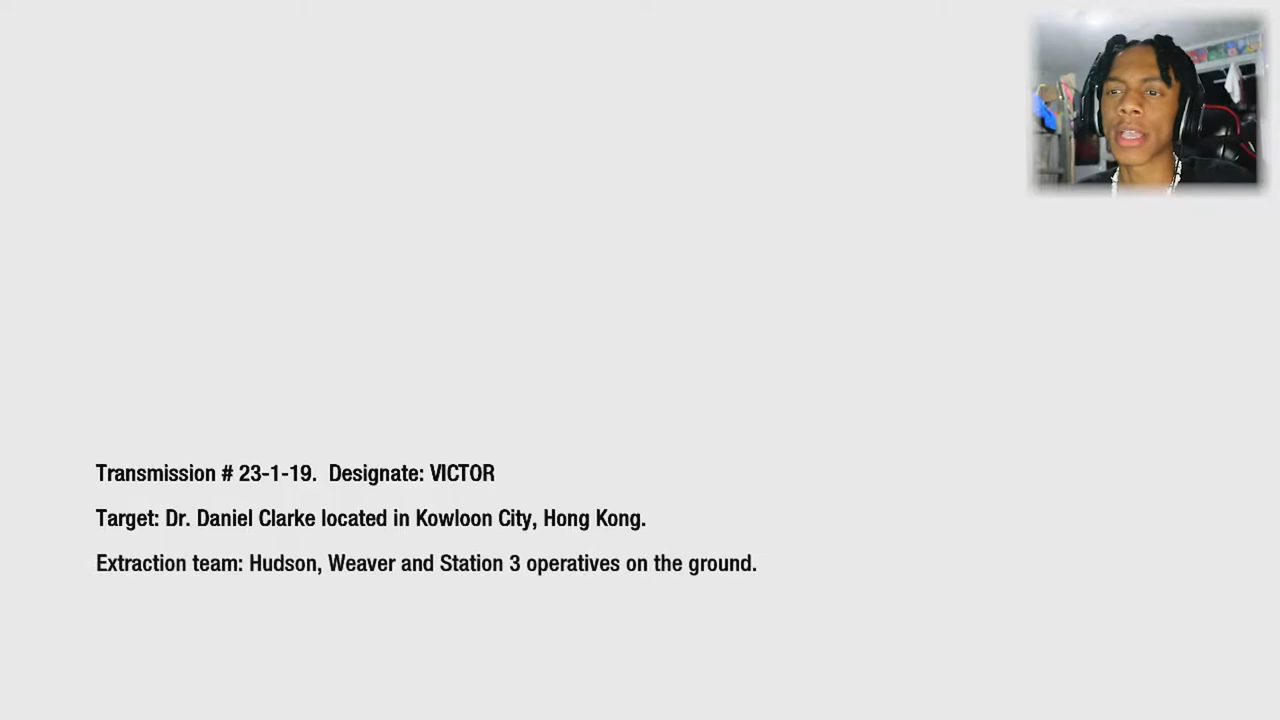 Transmission # 23-1-19.  Designate: VICTOR
Target: Dr. Daniel Clarke located in Kowloon City, Hong Kong.
Extraction team: Hudson, Weaver and Station 3 operatives on the ground.